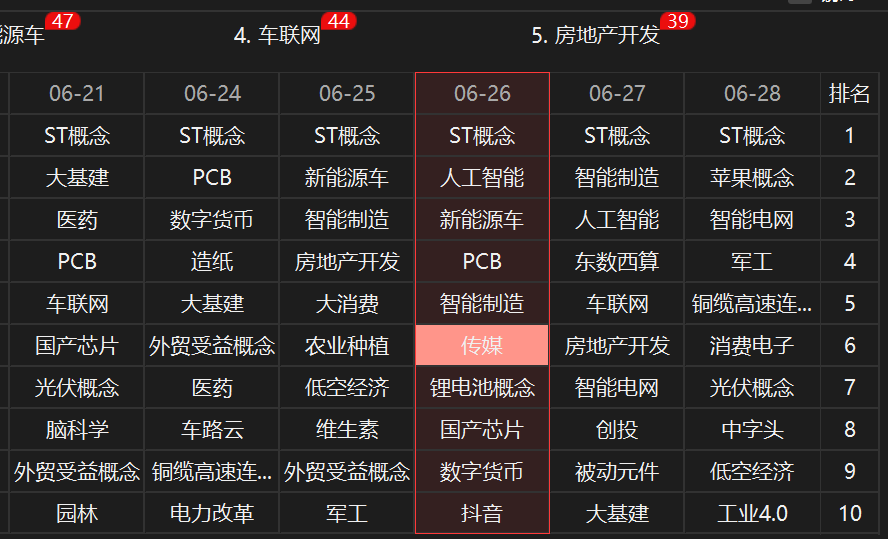 源车 47 4. 车联网 44 5. 房地产开发 39
06-21 06-24 06-25 06-26 06-27 06-28 排名
ST概念 ST概念 ST概念 ST概念 ST概念 ST概念 1
大基建 PCB 新能源车 人工智能 智能制造 苹果概念 2
医药 数字货币 智能制造 新能源车 人工智能 智能电网 3
PCB 造纸 房地产开发 PCB 东数西算 军工 4
车联网 大基建 大消费 智能制造 车联网 铜缆高速连... 5
国产芯片 外贸受益概念 农业种植 传媒 房地产开发 消费电子 6
光伏概念 医药 低空经济 锂电池概念 智能电网 光伏概念 7
脑科学 车路云 维生素 国产芯片 创投 中字头 8
外贸受益概念 铜缆高速连... 外贸受益概念 数字货币 被动元件 低空经济 9
园林 电力改革 军工 抖音 大基建 工业4.0 10